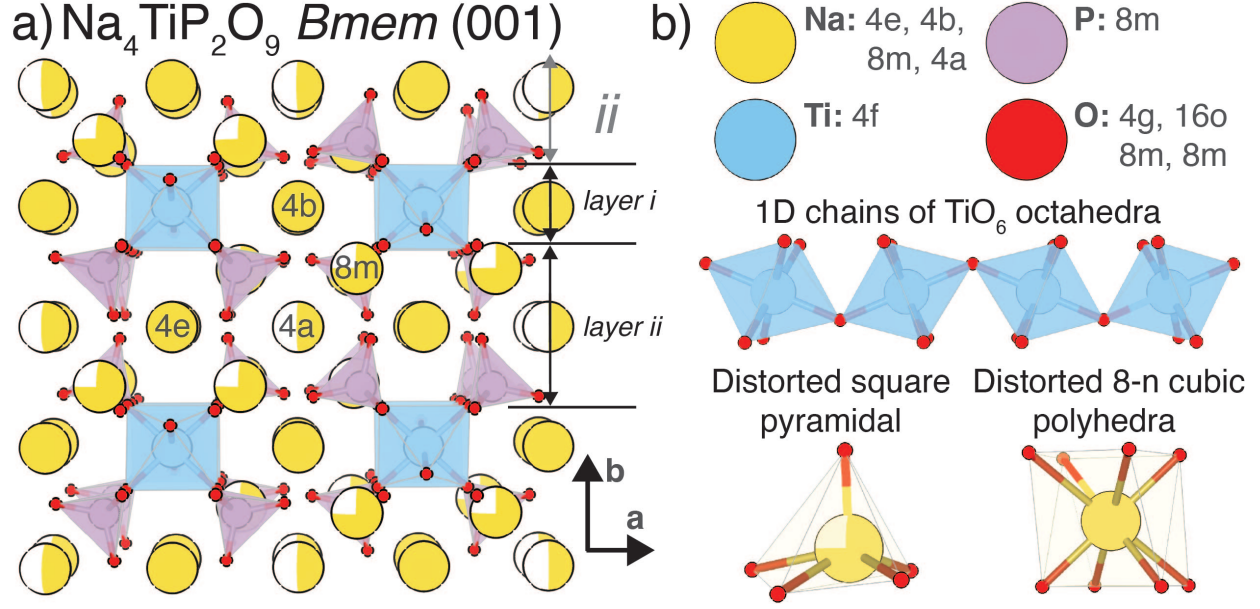 a) Na₄TiP₂O₉ Bmem (001)
ii
layer i
4b
8m
4e
4a
layer ii
b
a
b)
Na: 4e, 4b,
8m, 4a
P: 8m
Ti: 4f
O: 4g, 16o
8m, 8m
1D chains of TiO₆ octahedra
Distorted square
pyramidal
Distorted 8-n cubic
polyhedra